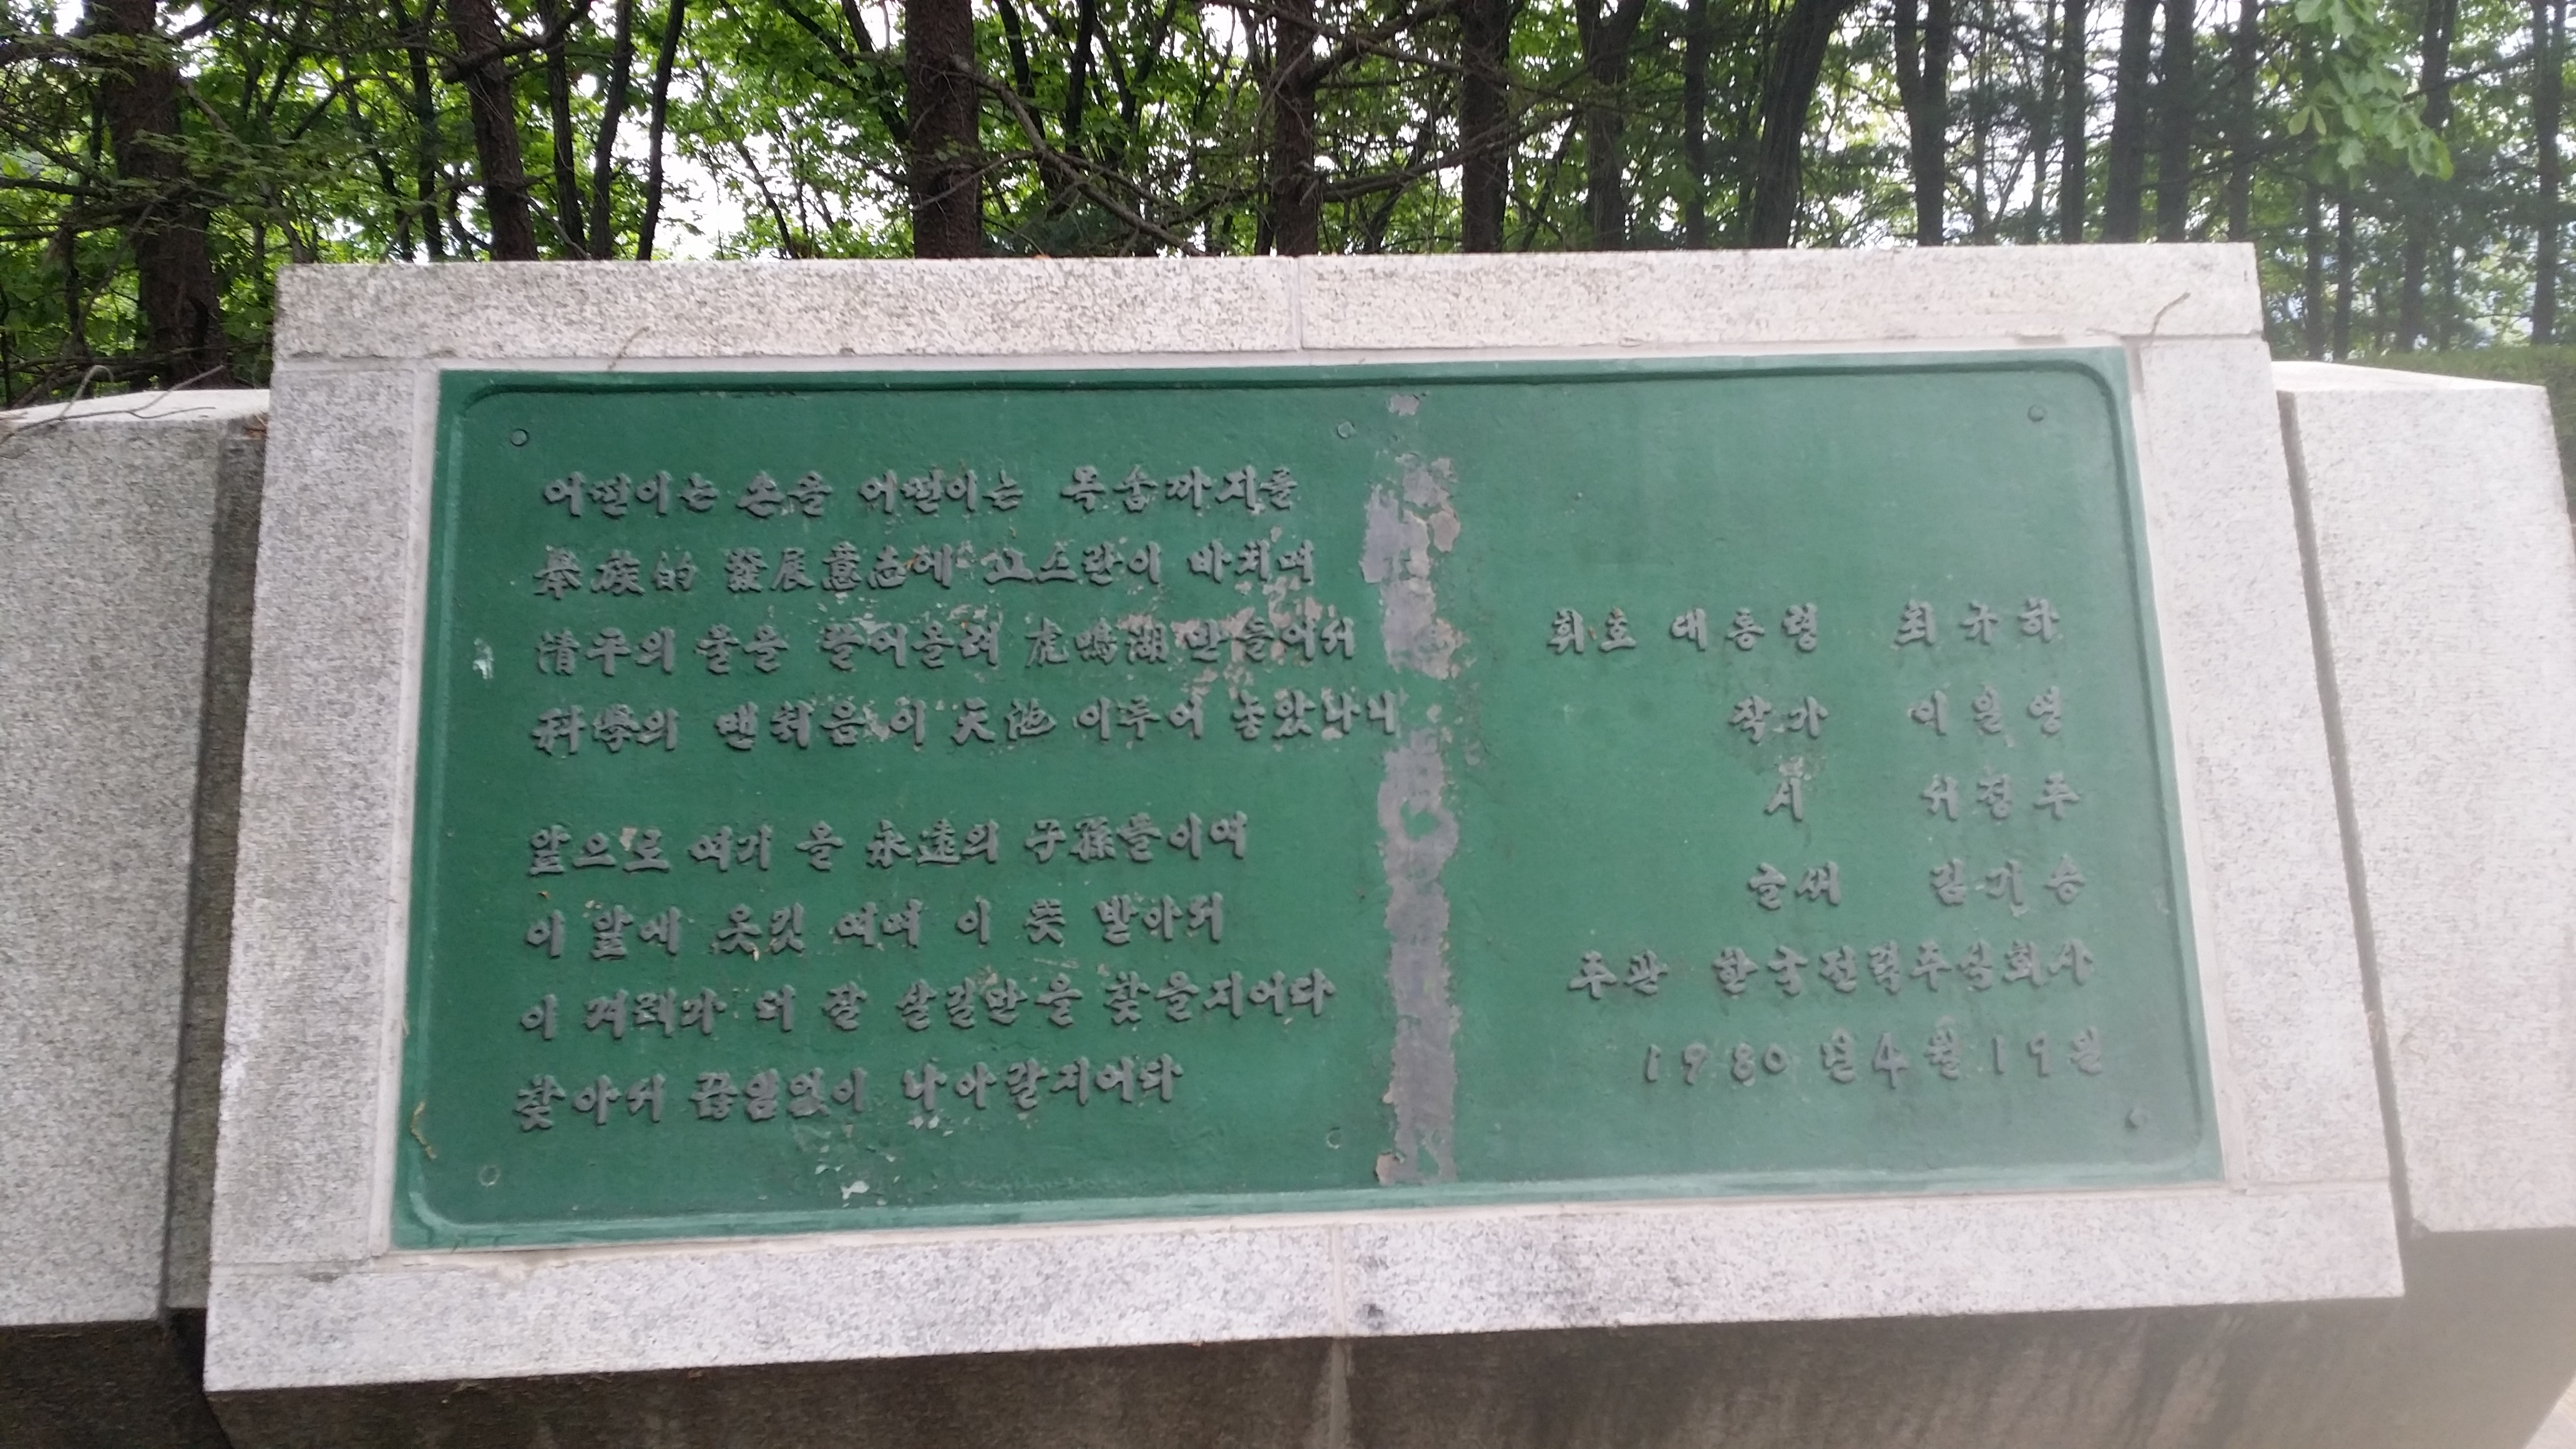 어떤이는 손을 어떤이는 목숨까지를
擧族的 發展意志에 고스란이 바치며
淸平의 물을 끌어올려 虎鳴湖 만들어서
科學의 맨처음 이 天池 이루어 놓았나니
앞으로 여기 올 永遠의 子孫들이여
이 앞에 옷깃 여며 이 뜻 받아서
이 겨레가 더 잘 살길만을 찾을지어다
찾아서 끊임없이 나아갈지어다
휘호 대통령 최규하
작가 이일영
시 서정주
글씨 김기승
주관 한국전력주식회사
1980년 4월 19일